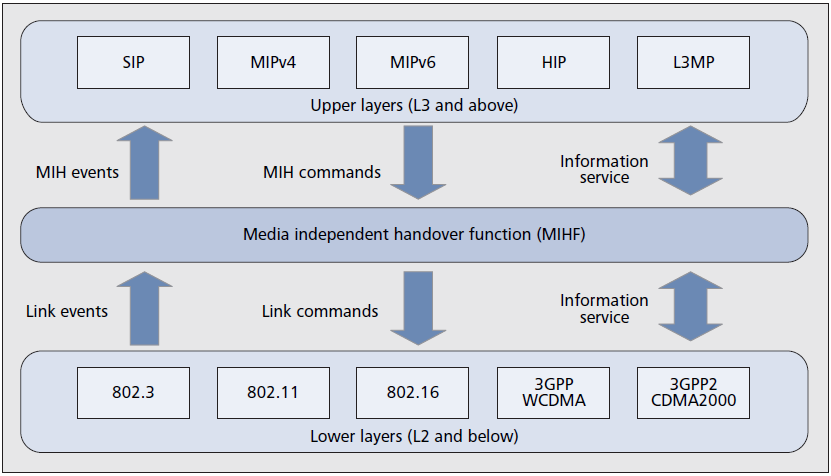 SIP
MIPv4
MIPv6
HIP
L3MP
Upper layers (L3 and above)
MIH events
MIH commands
Information
service
Media independent handover function (MIHF)
Link events
Link commands
Information
service
802.3
802.11
802.16
3GPP
WCDMA
3GPP2
CDMA2000
Lower layers (L2 and below)